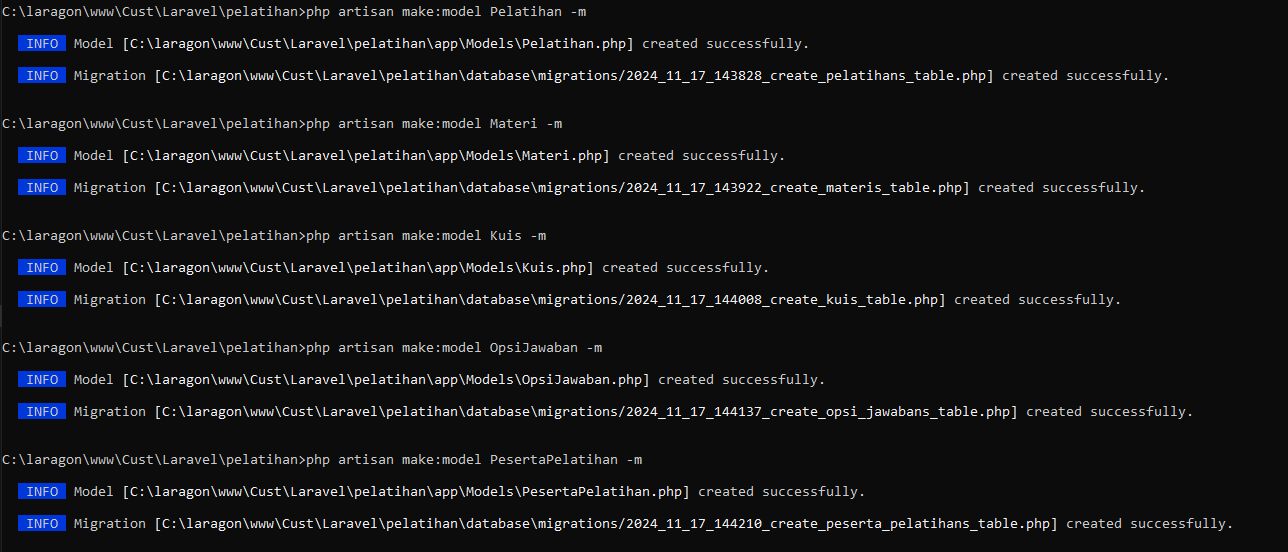 C:\laragon\www\Cust\Laravel\pelatihan>php artisan make:model Pelatihan -m
INFO Model [C:\laragon\www\Cust\Laravel\pelatihan\app\Models\Pelatihan.php] created successfully.
INFO Migration [C:\laragon\www\Cust\Laravel\pelatihan\database\migrations/2024_11_17_143828_create_pelatihans_table.php] created successfully.
C:\laragon\www\Cust\Laravel\pelatihan>php artisan make:model Materi -m
INFO Model [C:\laragon\www\Cust\Laravel\pelatihan\app\Models\Materi.php] created successfully.
INFO Migration [C:\laragon\www\Cust\Laravel\pelatihan\database\migrations/2024_11_17_143922_create_materis_table.php] created successfully.
C:\laragon\www\Cust\Laravel\pelatihan>php artisan make:model Kuis -m
INFO Model [C:\laragon\www\Cust\Laravel\pelatihan\app\Models\Kuis.php] created successfully.
INFO Migration [C:\laragon\www\Cust\Laravel\pelatihan\database\migrations/2024_11_17_144008_create_kuis_table.php] created successfully.
C:\laragon\www\Cust\Laravel\pelatihan>php artisan make:model OpsiJawaban -m
INFO Model [C:\laragon\www\Cust\Laravel\pelatihan\app\Models\OpsiJawaban.php] created successfully.
INFO Migration [C:\laragon\www\Cust\Laravel\pelatihan\database\migrations/2024_11_17_144137_create_opsi_jawabans_table.php] created successfully.
C:\laragon\www\Cust\Laravel\pelatihan>php artisan make:model PesertaPelatihan -m
INFO Model [C:\laragon\www\Cust\Laravel\pelatihan\app\Models\PesertaPelatihan.php] created successfully.
INFO Migration [C:\laragon\www\Cust\Laravel\pelatihan\database\migrations/2024_11_17_144210_create_peserta_pelatihans_table.php] created successfully.